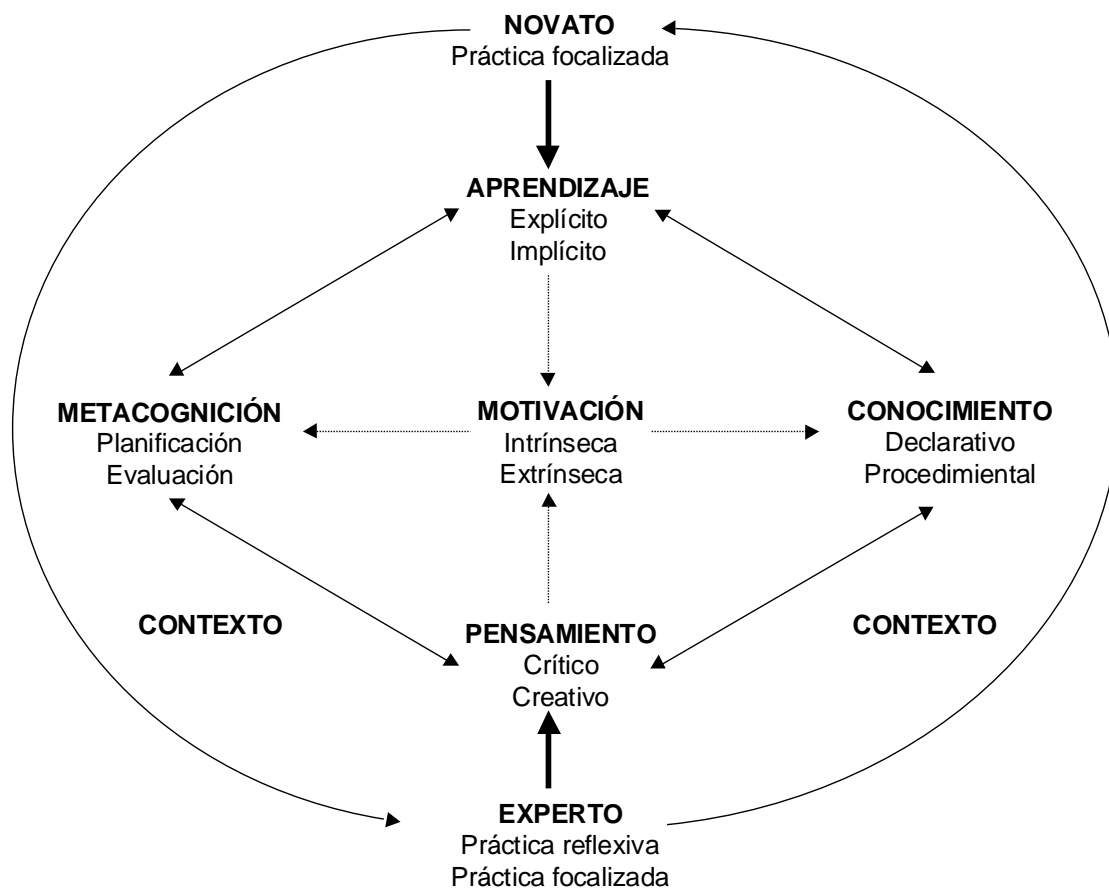 NOVATO
Práctica focalizada
APRENDIZAJE
Explícito
Implícito
METACOGNICIÓN
Planificación
Evaluación
MOTIVACIÓN
Intrínseca
Extrínseca
CONOCIMIENTO
Declarativo
Procedimiental
CONTEXTO
PENSAMIENTO
Crítico
Creativo
CONTEXTO
EXPERTO
Práctica reflexiva
Práctica focalizada